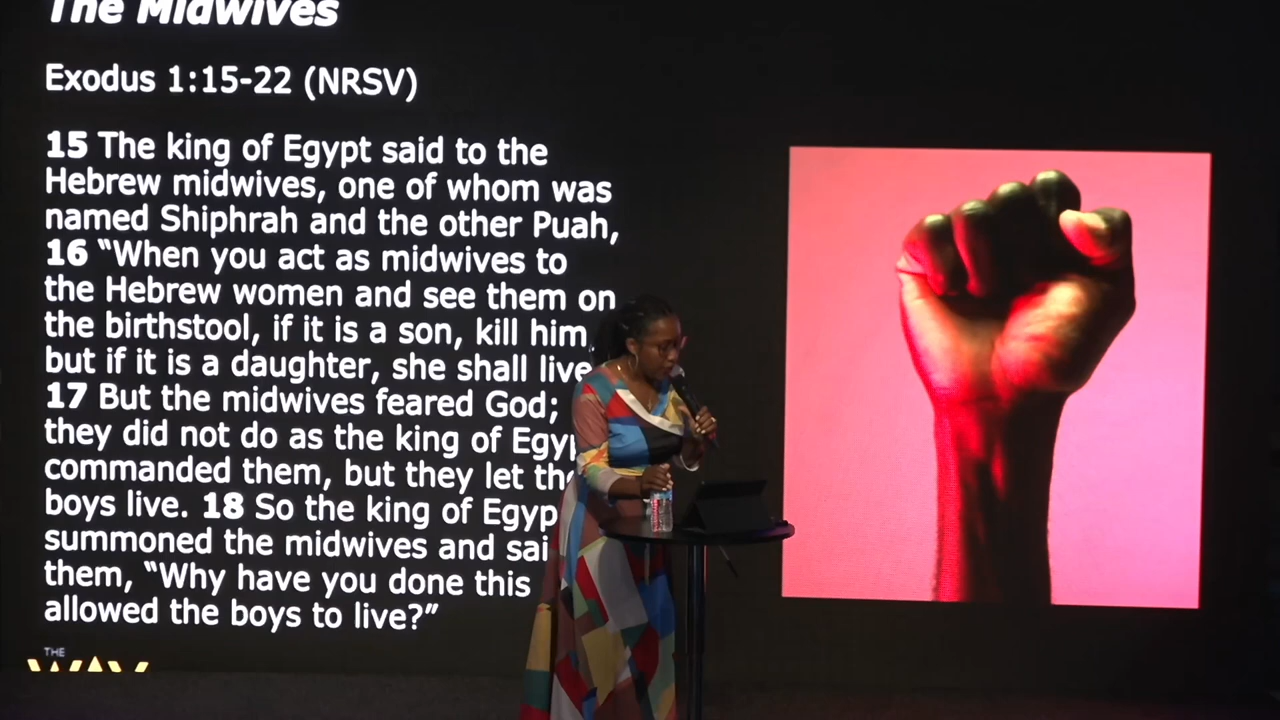 The Midwives
Exodus 1:15-22 (NRSV)
15 The king of Egypt said to the
Hebrew midwives, one of whom was
named Shiphrah and the other Puah,
16 “When you act as midwives to
the Hebrew women and see them on
the birthstool, if it is a son, kill him
but if it is a daughter, she shall live
17 But the midwives feared God;
they did not do as the king of
commanded them, but they let
boys live. 18 So the king of
summoned the midwives and
them, “Why have you done this
allowed the boys to live?”
THE
WAY